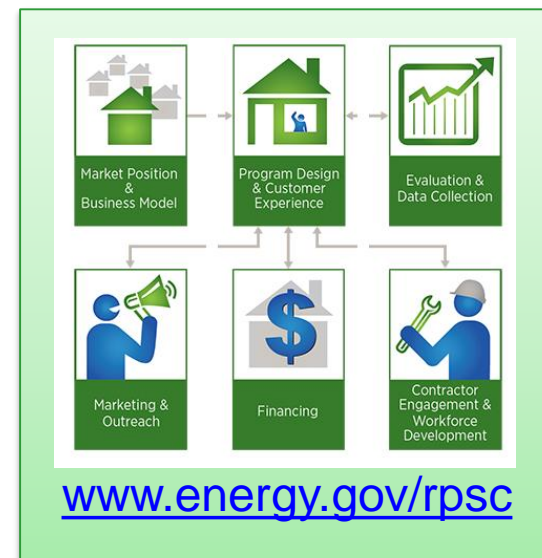 Market Position
&
Business Model
Program Design
& Customer
Experience
Evaluation &
Data Collection
Marketing &
Outreach
$
Financing
Contractor
Engagement &
Workforce
Development
www.energy.gov/rpsc